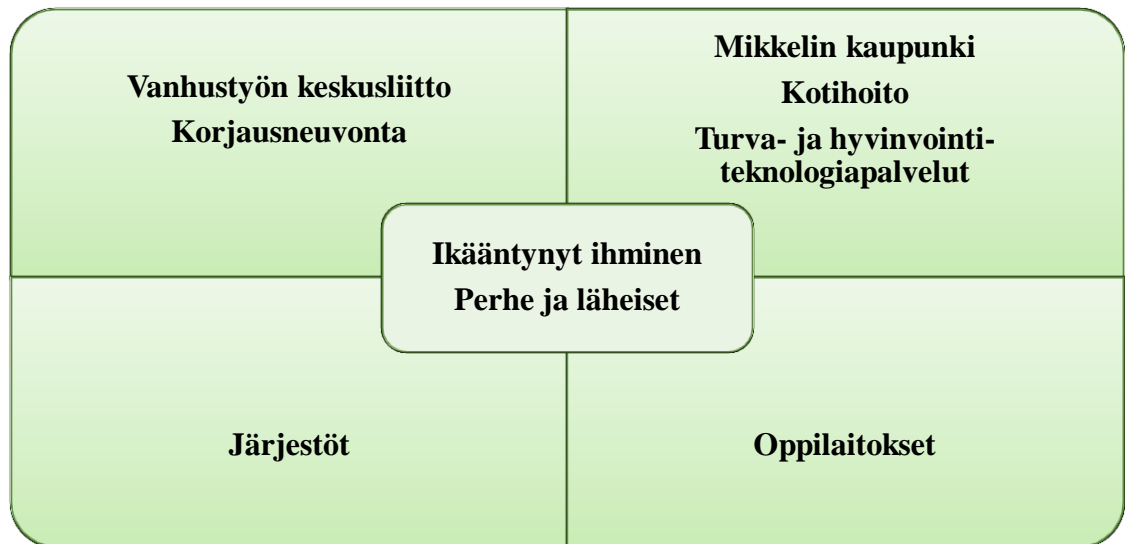 Vanhustyön keskusliitto
Korjausneuvonta
Mikkelin kaupunki
Kotihoito
Turva- ja hyvinvointi-
teknologiapalvelut
Ikääntynyt ihminen
Perhe ja läheiset
Järjestöt
Oppilaitokset